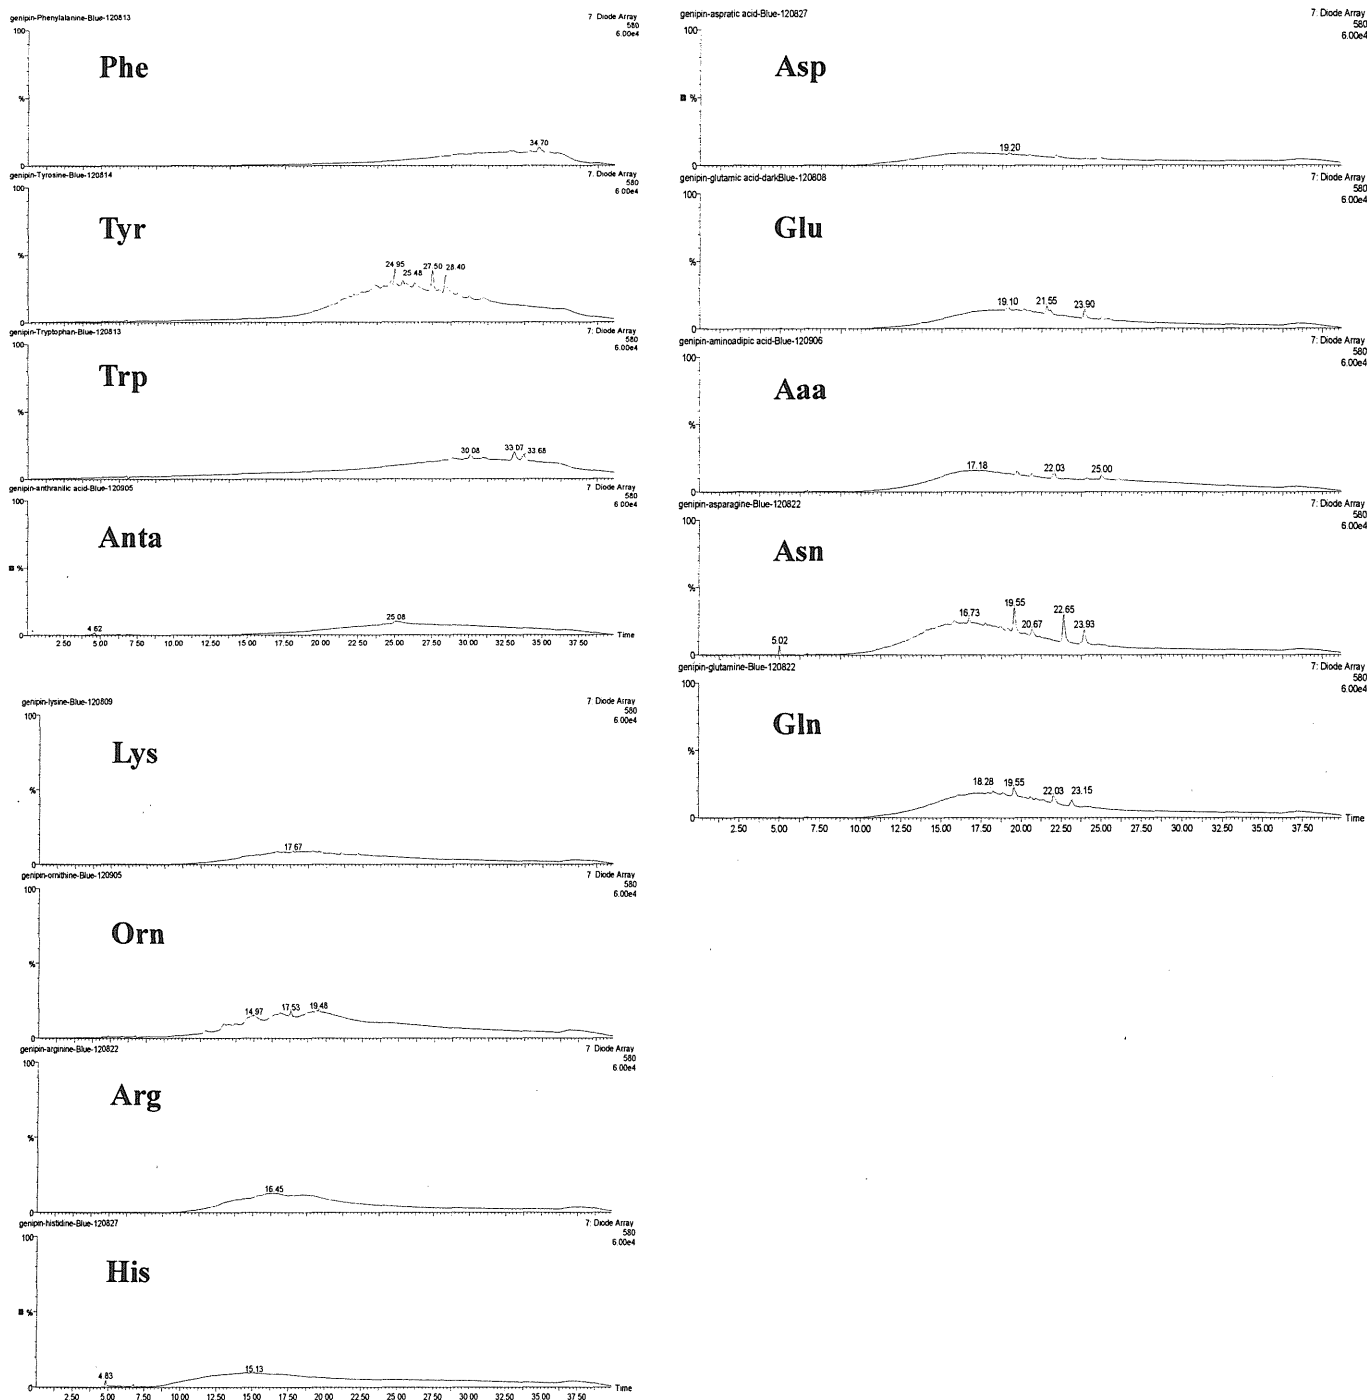 genipin-Phenylalanine-Blue-120813
7 Diode Array
580
6.00e4
100
Phe
%
34.70
0
genipin-Tyrosine-Blue-120814
7. Diode Array
580
6.00e4
100
Tyr
%
24.95 25.48 27.50 28.40
0
genipin-Tryptophan-Blue-120813
7: Diode Array
580
6.00e4
100
Trp
%
30.08 33.07 33.68
0
genipin-anthranilic acid-Blue-120905
7 Diode Array
580
6.00e4
100
Anta
%
4.62 25.08
0
2.50 5.00 7.50 10.00 12.50 15.00 17.50 20.00 22.50 25.00 27.50 30.00 32.50 35.00 37.50 Time
genipin-lysine-Blue-120809
7 Diode Array
580
6.00e4
100
Lys
%
17.67
0
genipin-ornithine-Blue-120905
7 Diode Array
580
6.00e4
100
Orn
%
14.97 17.53 19.48
0
genipin-arginine-Blue-120822
7 Diode Array
580
6.00e4
100
Arg
%
16.45
0
genipin-histidine-Blue-120827
7: Diode Array
580
6.00e4
100
His
%
4.83 15.13
0
2.50 5.00 7.50 10.00 12.50 15.00 17.50 20.00 22.50 25.00 27.50 30.00 32.50 35.00 37.50 Time
genipin-aspratic acid-Blue-120827
7: Diode Array
580
6.00e4
100
Asp
%
19.20
0
genipin-glutamic acid-darkBlue-120808
7: Diode Array
580
6.00e4
100
Glu
%
19.10 21.55 23.90
0
genipin-aminoadipic acid-Blue-120906
7: Diode Array
580
6.00e4
100
Aaa
%
17.18 22.03 25.00
0
genipin-asparagine-Blue-120822
7: Diode Array
580
6.00e4
100
Asn
%
5.02 16.73 19.55 20.67 22.65 23.93
0
genipin-glutamine-Blue-120822
7: Diode Array
580
6.00e4
100
Gln
%
18.28 19.55 22.03 23.15
0
2.50 5.00 7.50 10.00 12.50 15.00 17.50 20.00 22.50 25.00 27.50 30.00 32.50 35.00 37.50 Time